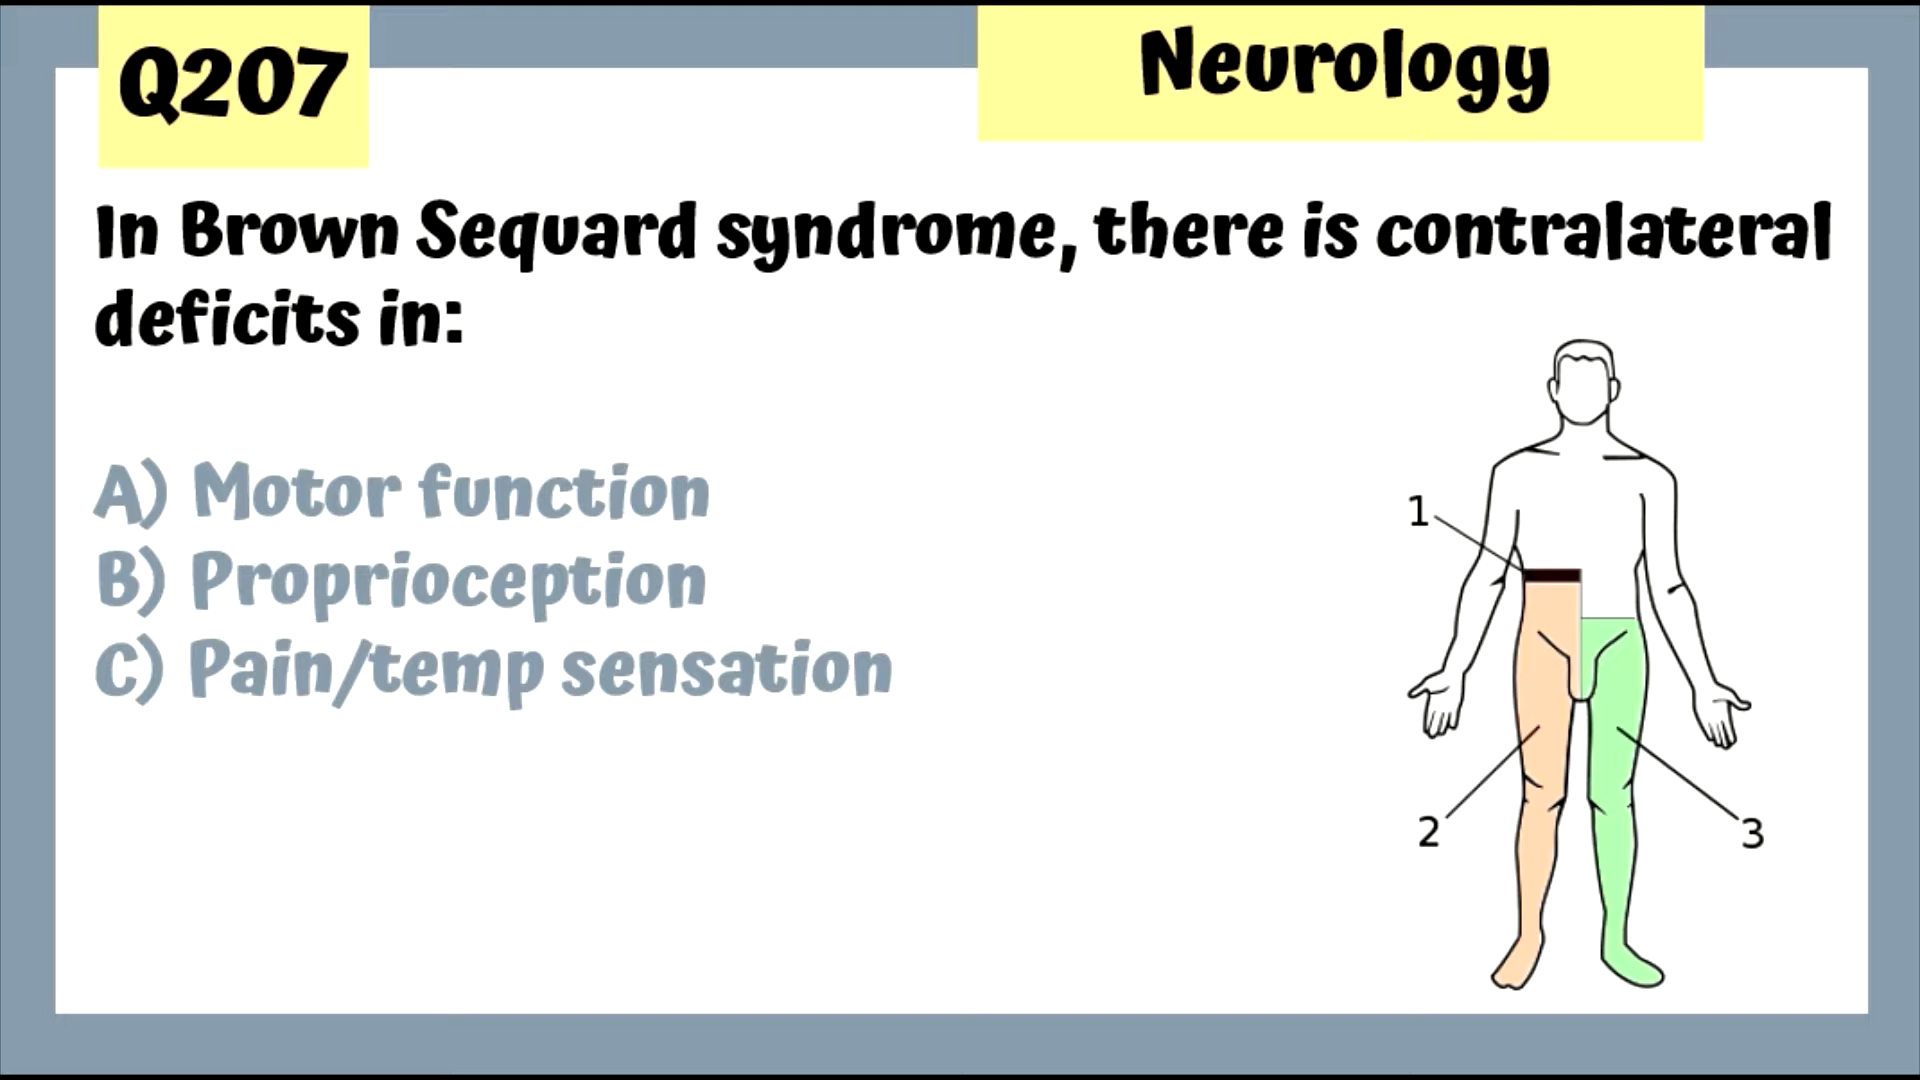 Q207
Neurology
In Brown Sequard syndrome, there is contralateral
deficits in:
A) Motor function
B) Proprioception
C) Pain/temp sensation
1
2
3